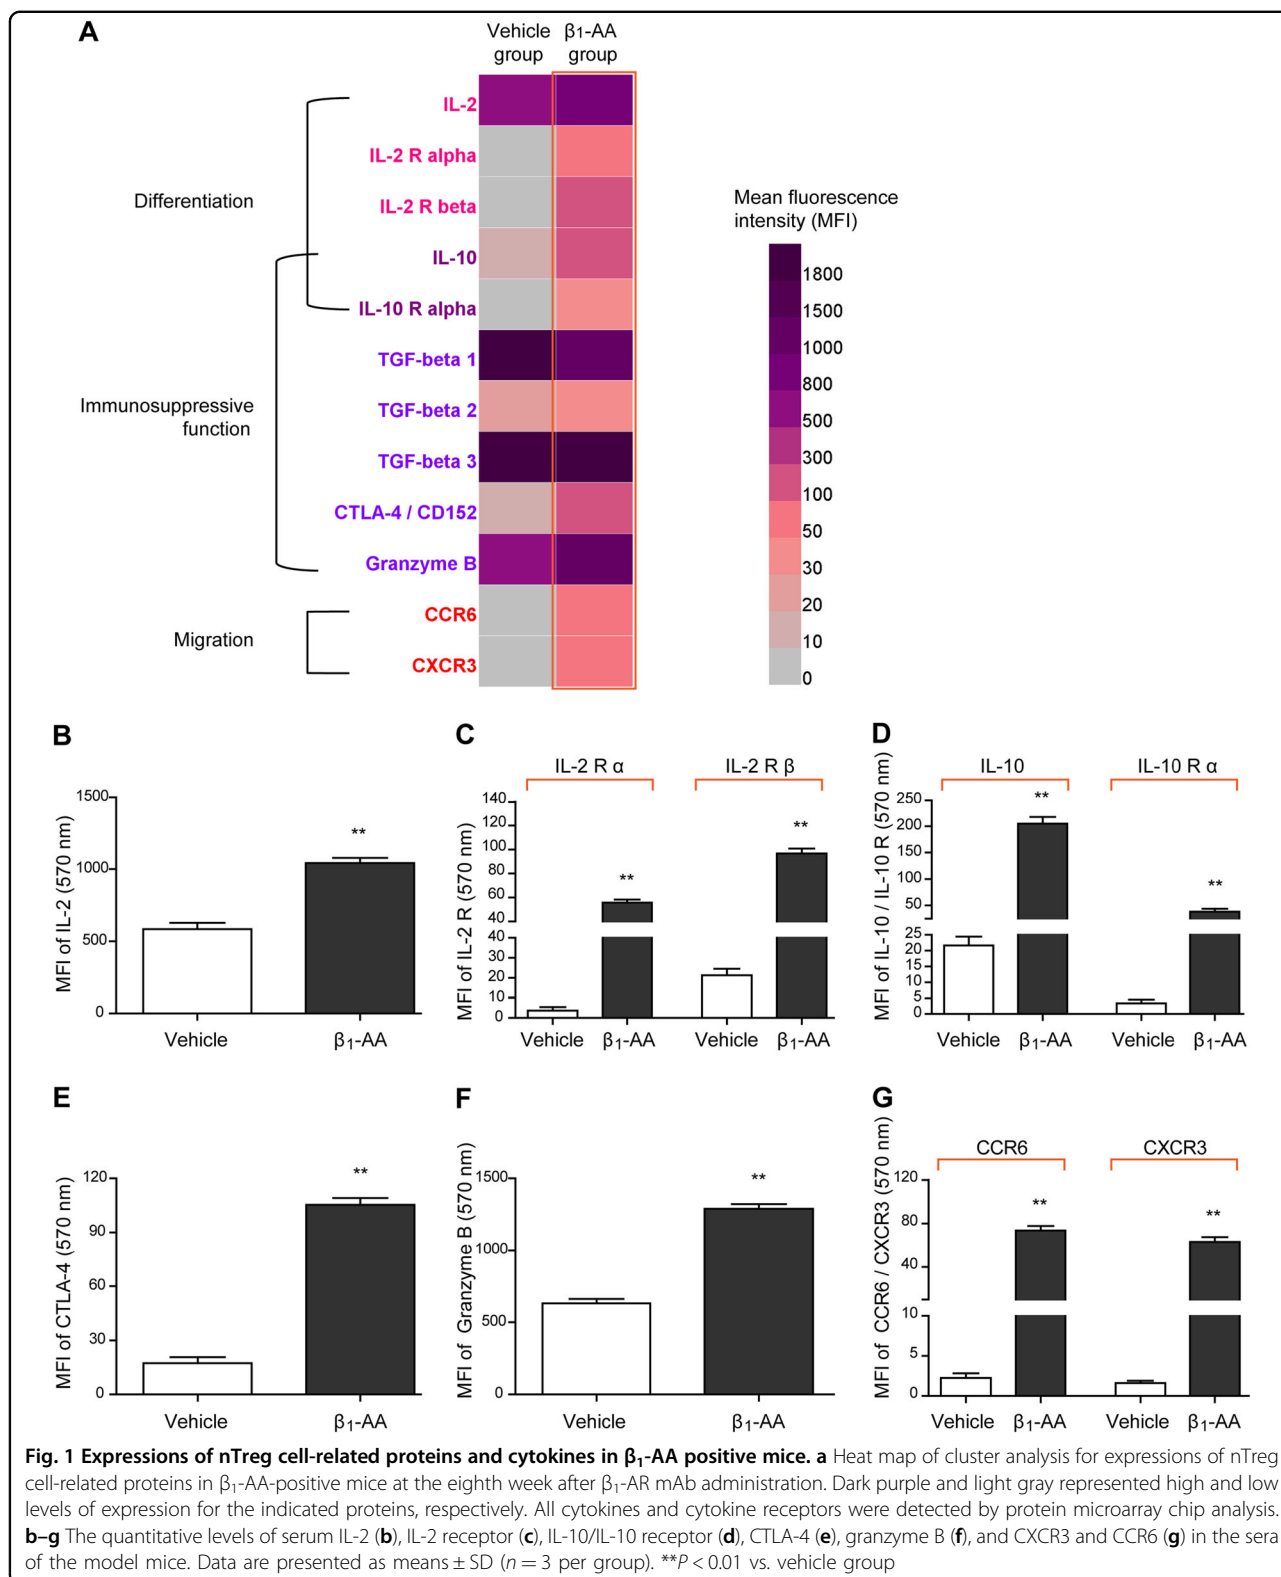 A
Vehicle group
β1-AA group
IL-2
IL-2 R alpha
IL-2 R beta
IL-10
IL-10 R alpha
TGF-beta 1
TGF-beta 2
TGF-beta 3
CTLA-4 / CD152
Granzyme B
CCR6
CXCR3
Differentiation
Immunosuppressive
function
Migration
Mean fluorescence
intensity (MFI)
1800
1500
1000
800
500
300
100
50
30
20
10
0
B
MFI of IL-2 (570 nm)
1500
1000
500
0
**
Vehicle
β1-AA
C
IL-2 R α
IL-2 R β
MFI of IL-2 R (570 nm)
140
120
100
80
60
40
40
30
20
10
0
**
**
Vehicle
β1-AA
Vehicle
β1-AA
D
IL-10
IL-10 R α
MFI of IL-10 / IL-10 R (570 nm)
250
200
150
100
50
25
20
15
10
5
0
**
**
Vehicle
β1-AA
Vehicle
β1-AA
E
MFI of CTLA-4 (570 nm)
120
90
60
30
0
**
Vehicle
β1-AA
F
MFI of Granzyme B (570 nm)
1500
1000
500
0
**
Vehicle
β1-AA
G
CCR6
CXCR3
MFI of CCR6 / CXCR3 (570 nm)
120
80
40
10
5
0
**
**
Vehicle
β1-AA
Vehicle
β1-AA
Fig. 1 Expressions of nTreg cell-related proteins and cytokines in β1-AA positive mice. a Heat map of cluster analysis for expressions of nTreg
cell-related proteins in β1-AA-positive mice at the eighth week after β1-AR mAb administration. Dark purple and light gray represented high and low
levels of expression for the indicated proteins, respectively. All cytokines and cytokine receptors were detected by protein microarray chip analysis.
b–g The quantitative levels of serum IL-2 (b), IL-2 receptor (c), IL-10/IL-10 receptor (d), CTLA-4 (e), granzyme B (f), and CXCR3 and CCR6 (g) in the sera
of the model mice. Data are presented as means ± SD (n = 3 per group). **P < 0.01 vs. vehicle group